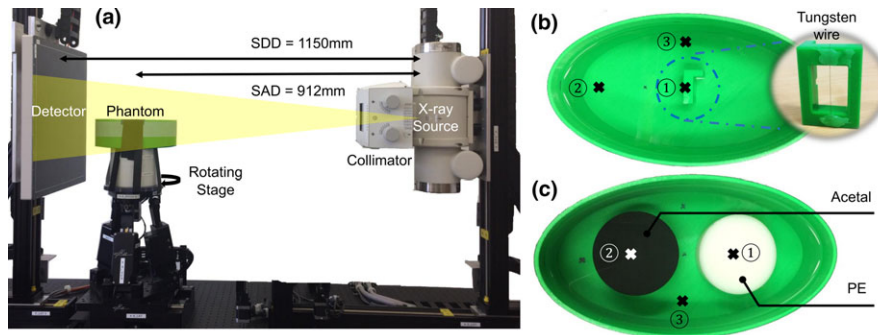 (a)
SDD = 1150mm
SAD = 912mm
Detector
Phantom
X-ray
Source
Collimator
Rotating
Stage
(b)
Tungsten
wire
③
②
①
(c)
Acetal
②
①
③
PE